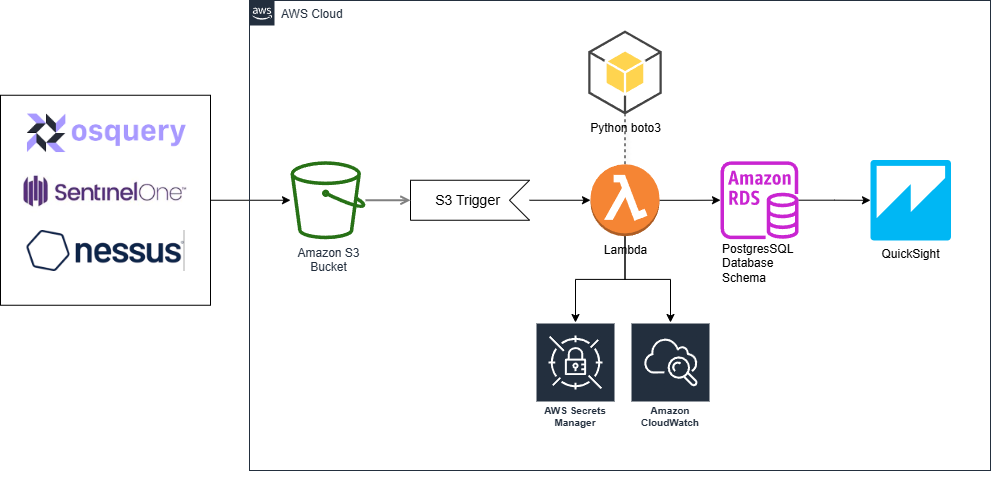 aws
AWS Cloud
Python boto3
osquery
SentinelOne™
nessus
Amazon S3
Bucket
S3 Trigger
Lambda
Amazon
RDS
PostgresSQL
Database
Schema
QuickSight
AWS Secrets
Manager
Amazon
CloudWatch